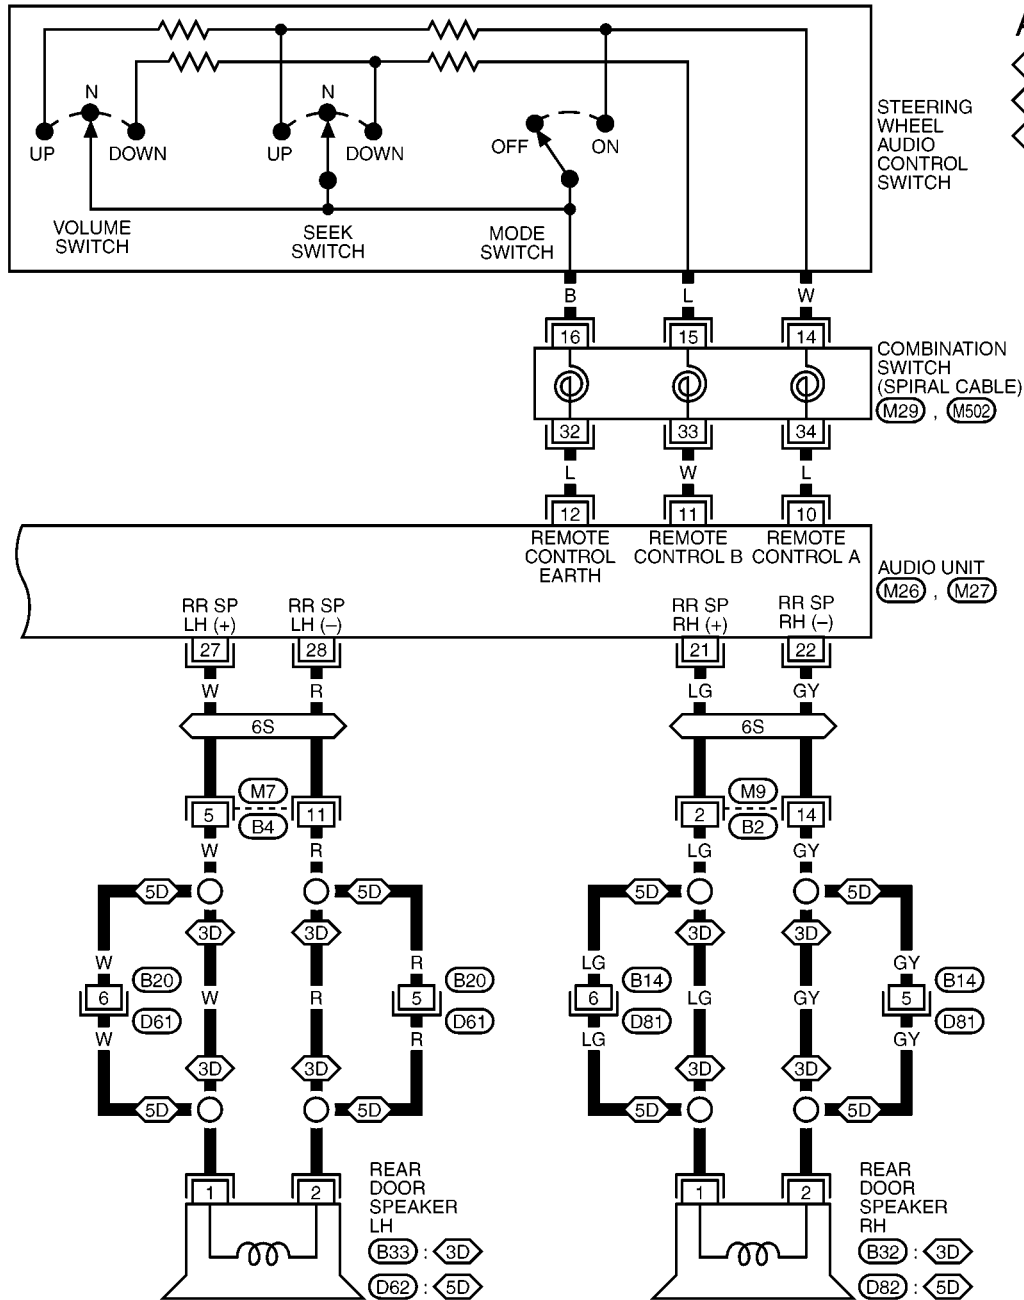 A
N
N
UP
DOWN
UP
DOWN
OFF
ON
VOLUME
SWITCH
SEEK
SWITCH
MODE
SWITCH
STEERING
WHEEL
AUDIO
CONTROL
SWITCH
B L W
16 15 14
COMBINATION
SWITCH
(SPIRAL CABLE)
M29 , M502
32 33 34
L W L
12 11 10
REMOTE
CONTROL
EARTH
REMOTE
CONTROL B
REMOTE
CONTROL A
AUDIO UNIT
M26 , M27
RR SP
LH (+)
RR SP
LH (–)
RR SP
RH (+)
RR SP
RH (–)
27 28 21 22
W R LG GY
6S 6S
M7 M9
5 11 2 14
B4 B2
W R LG GY
5D 5D 5D 5D
3D 3D 3D 3D
W R LG GY
B20 B20 B14 B14
6 W R 5 6 LG GY 5
D61 D61 D81 D81
W R LG GY
3D 3D 3D 3D
5D 5D 5D 5D
1 2 1 2
REAR
DOOR
SPEAKER
LH
B33 : 3D
D62 : 5D
REAR
DOOR
SPEAKER
RH
B32 : 3D
D82 : 5D